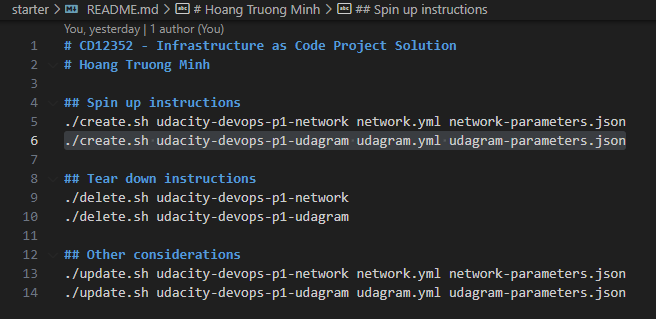 starter > README.md > # Hoang Truong Minh > ## Spin up instructions
You, yesterday | 1 author (You)
1 # CD12352 - Infrastructure as Code Project Solution
2 # Hoang Truong Minh
3
4 ## Spin up instructions
5 ./create.sh udacity-devops-p1-network network.yml network-parameters.json
6 ./create.sh udacity-devops-p1-udagram udagram.yml udagram-parameters.json
7
8 ## Tear down instructions
9 ./delete.sh udacity-devops-p1-network
10 ./delete.sh udacity-devops-p1-udagram
11
12 ## Other considerations
13 ./update.sh udacity-devops-p1-network network.yml network-parameters.json
14 ./update.sh udacity-devops-p1-udagram udagram.yml udagram-parameters.json